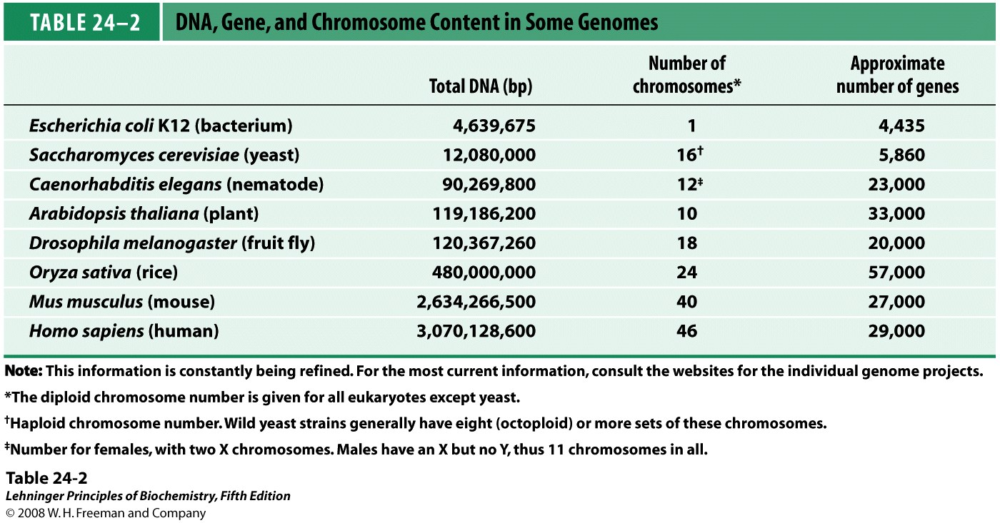 TABLE 24–2 DNA, Gene, and Chromosome Content in Some Genomes
Total DNA (bp) Number of chromosomes* Approximate number of genes
Escherichia coli K12 (bacterium) 4,639,675 1 4,435
Saccharomyces cerevisiae (yeast) 12,080,000 16† 5,860
Caenorhabditis elegans (nematode) 90,269,800 12‡ 23,000
Arabidopsis thaliana (plant) 119,186,200 10 33,000
Drosophila melanogaster (fruit fly) 120,367,260 18 20,000
Oryza sativa (rice) 480,000,000 24 57,000
Mus musculus (mouse) 2,634,266,500 40 27,000
Homo sapiens (human) 3,070,128,600 46 29,000
Note: This information is constantly being refined. For the most current information, consult the websites for the individual genome projects.
*The diploid chromosome number is given for all eukaryotes except yeast.
†Haploid chromosome number. Wild yeast strains generally have eight (octoploid) or more sets of these chromosomes.
‡Number for females, with two X chromosomes. Males have an X but no Y, thus 11 chromosomes in all.
Table 24-2
Lehninger Principles of Biochemistry, Fifth Edition
© 2008 W. H. Freeman and Company